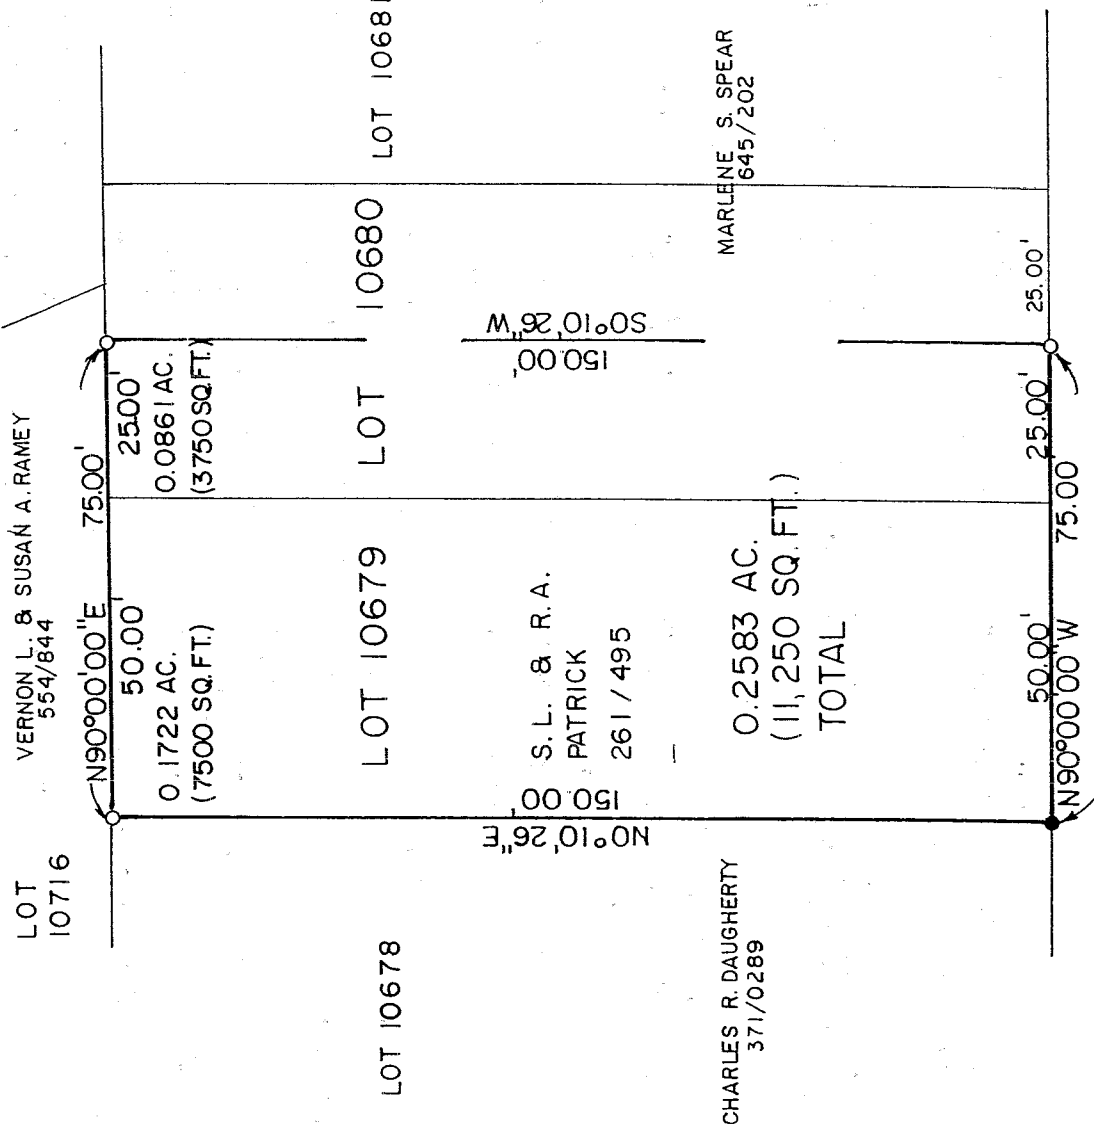 LOT
10716
VERNON L. & SUSAN A. RAMEY
554/844
N90°00'00"E
75.00'
50.00'
0.1722 AC.
(7500 SQ.FT.)
25.00'
0.0861 AC.
(3750 SQ.FT.)
LOT 10678
LOT 10679
LOT 10680
LOT 10681
N0°10'26"E
150.00'
S0°10'26"W
150.00'
S. L. & R. A.
PATRICK
261/495
0.2583 AC.
(11,250 SQ. FT.)
TOTAL
CHARLES R. DAUGHERTY
371/0289
MARLENE S. SPEAR
645/202
50.00'
25.00'
25.00'
N90°00'00"W
75.00